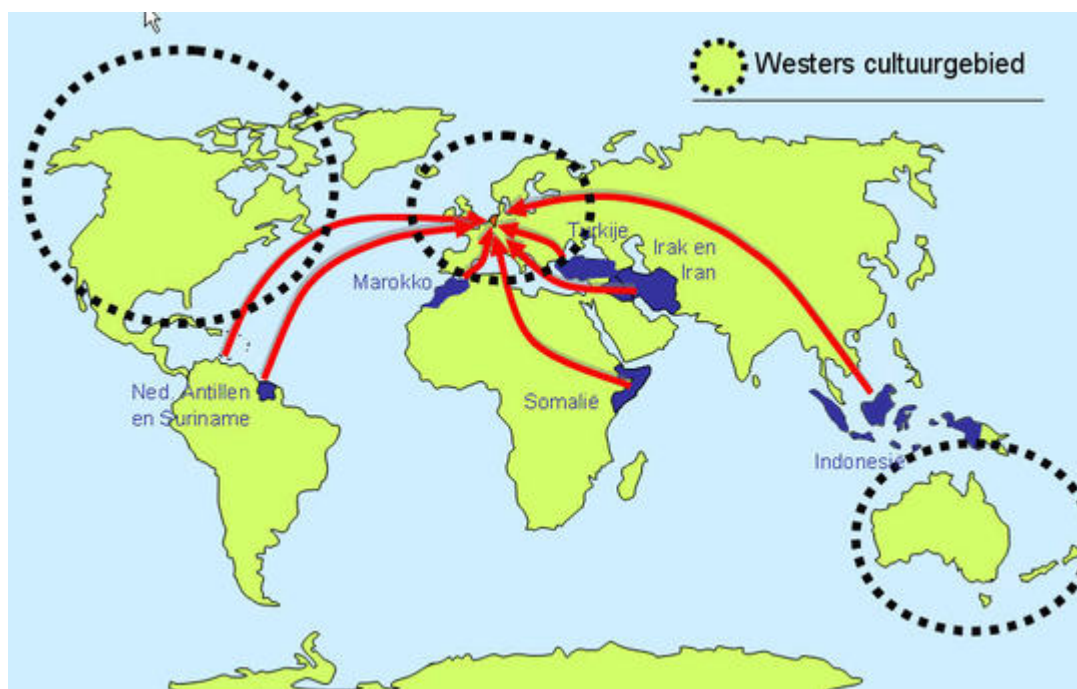 Westers cultuurgebied
Turkije
Irak en
Iran
Marokko
Ned. Antillen
en Suriname
Somalië
Indonesië